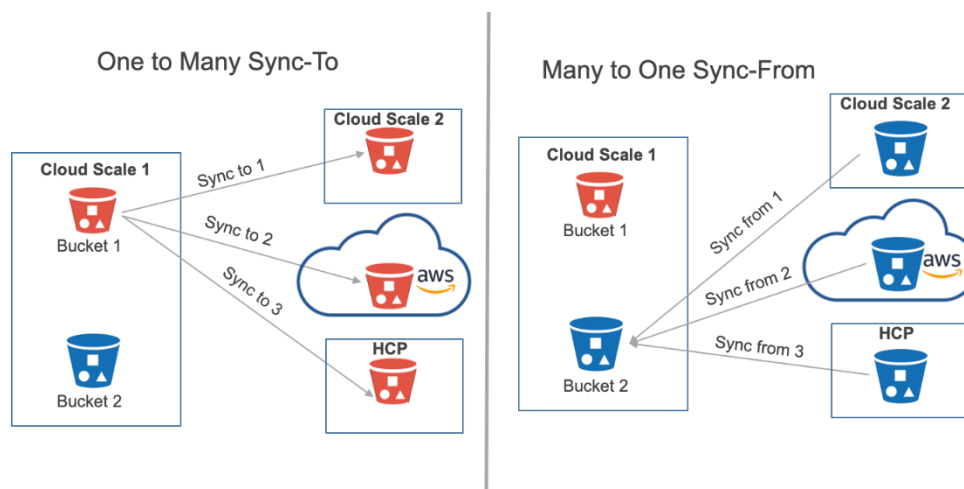 One to Many Sync-To
Cloud Scale 2
Cloud Scale 1
Sync to 1
Bucket 1
Sync to 2
aws
Sync to 3
HCP
Bucket 2
Many to One Sync-From
Cloud Scale 2
Cloud Scale 1
Sync from 1
Bucket 1
aws
Sync from 2
HCP
Sync from 3
Bucket 2